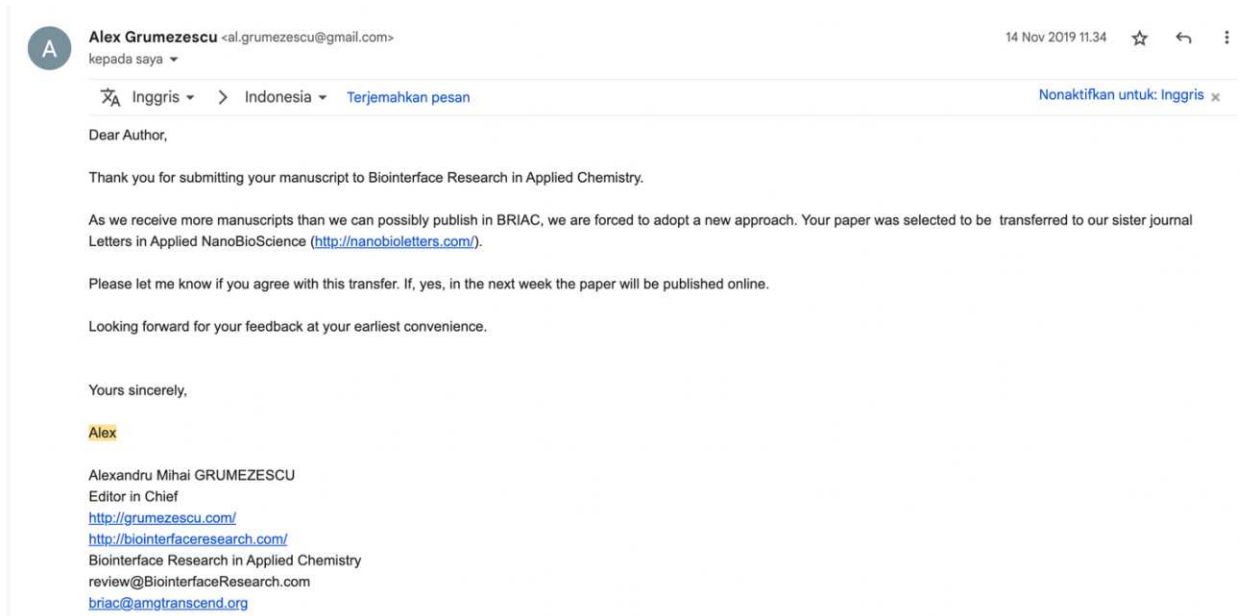 A
Alex Grumezescu <al.grumezescu@gmail.com>
14 Nov 2019 11.34
kepada saya
Inggris > Indonesia Terjemahkan pesan
Nonaktifkan untuk: Inggris x
Dear Author,
Thank you for submitting your manuscript to Biointerface Research in Applied Chemistry.
As we receive more manuscripts than we can possibly publish in BRIAC, we are forced to adopt a new approach. Your paper was selected to be  transferred to our sister journal
Letters in Applied NanoBioScience (http://nanobioletters.com/).
Please let me know if you agree with this transfer. If, yes, in the next week the paper will be published online.
Looking forward for your feedback at your earliest convenience.
Yours sincerely,
Alex
Alexandru Mihai GRUMEZESCU
Editor in Chief
http://grumezescu.com/
http://biointerfaceresearch.com/
Biointerface Research in Applied Chemistry
review@BiointerfaceResearch.com
briac@amgtranscend.org